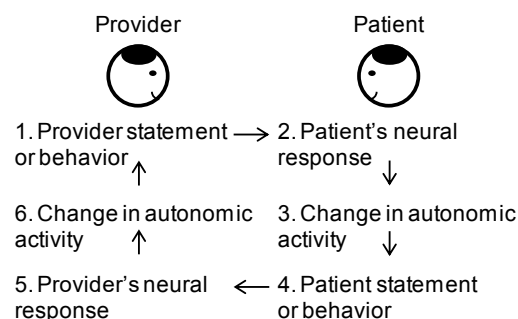 Provider
Patient
1. Provider statement
or behavior
2. Patient's neural
response
6. Change in autonomic
activity
3. Change in autonomic
activity
5. Provider's neural
response
4. Patient statement
or behavior